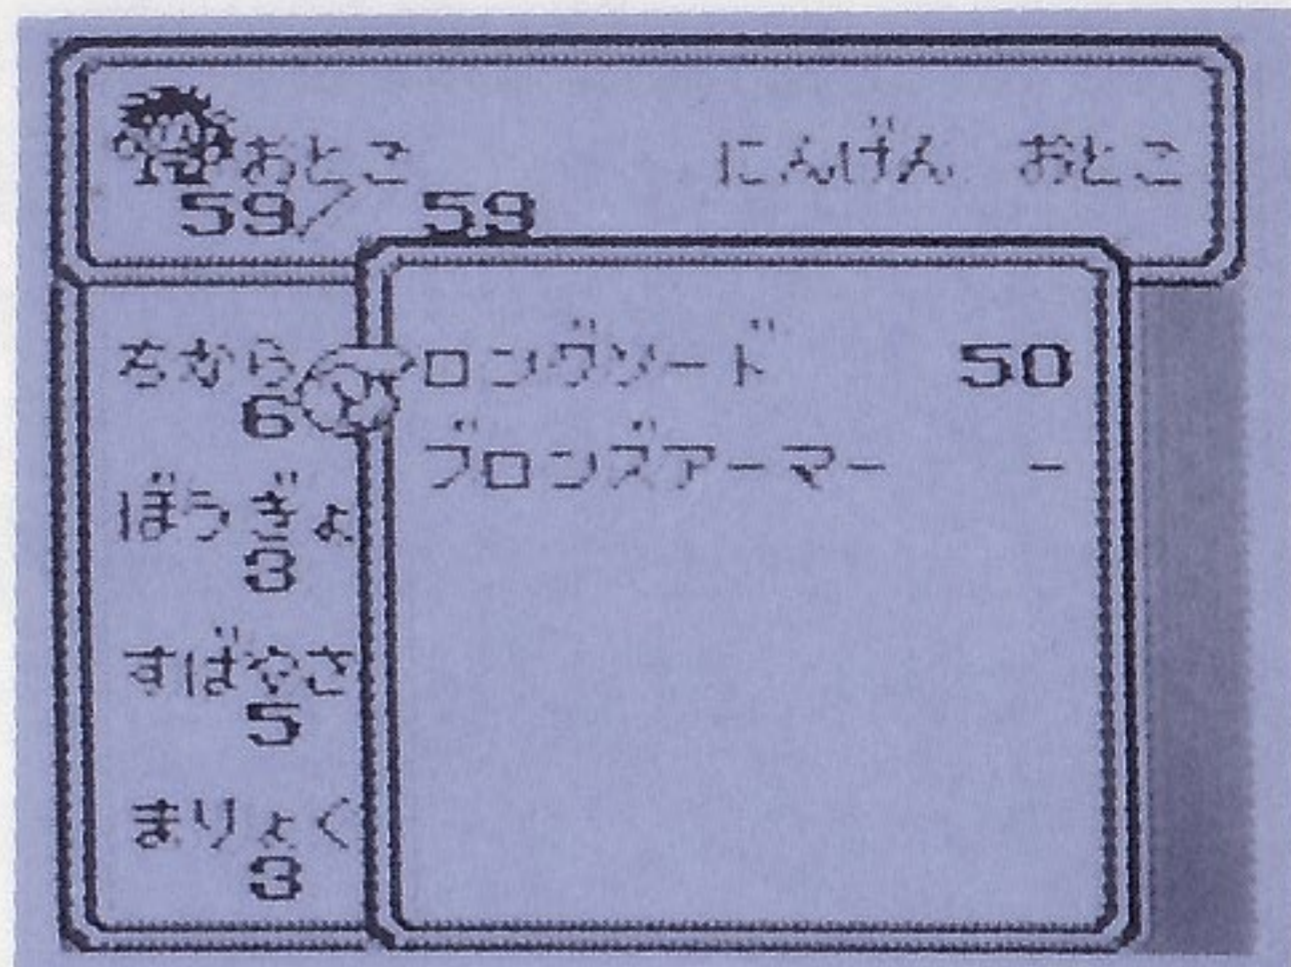 おとこ にんげん おとこ
59/ 59
ちから
6
ぼうぎょ
3
すばやさ
5
まりょく
3
ロングソード 50
ブロンズアーマー -